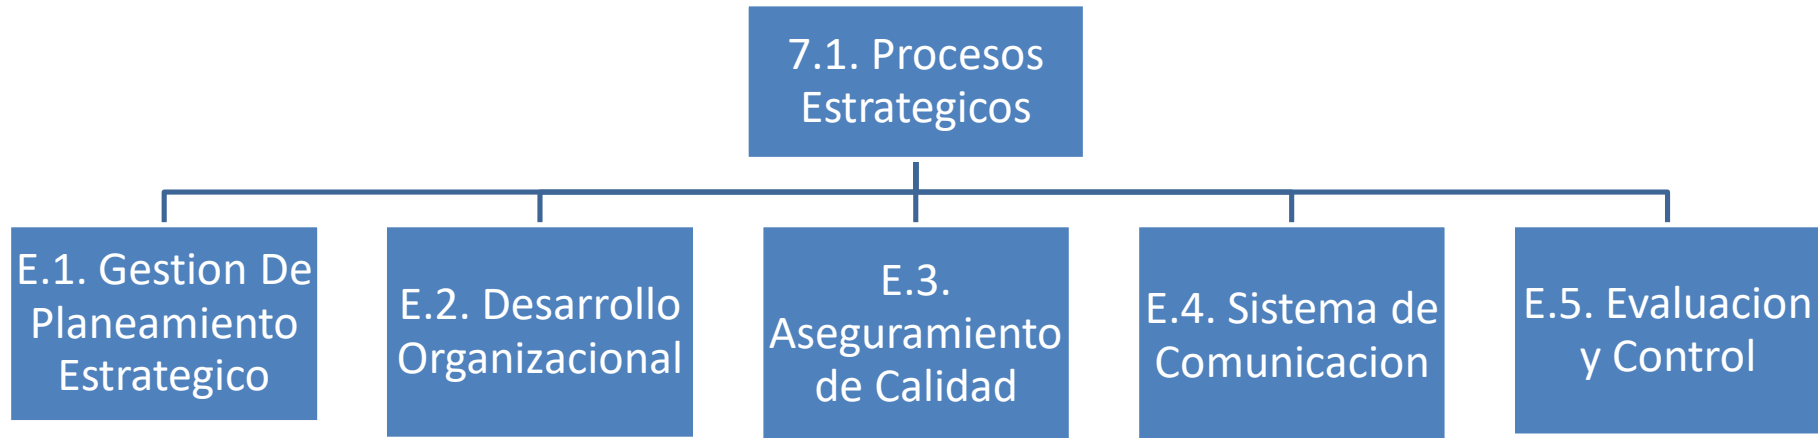 7.1. Procesos
Estrategicos
E.1. Gestion De
Planeamiento
Estrategico
E.2. Desarrollo
Organizacional
E.3.
Aseguramiento
de Calidad
E.4. Sistema de
Comunicacion
E.5. Evaluacion
y Control